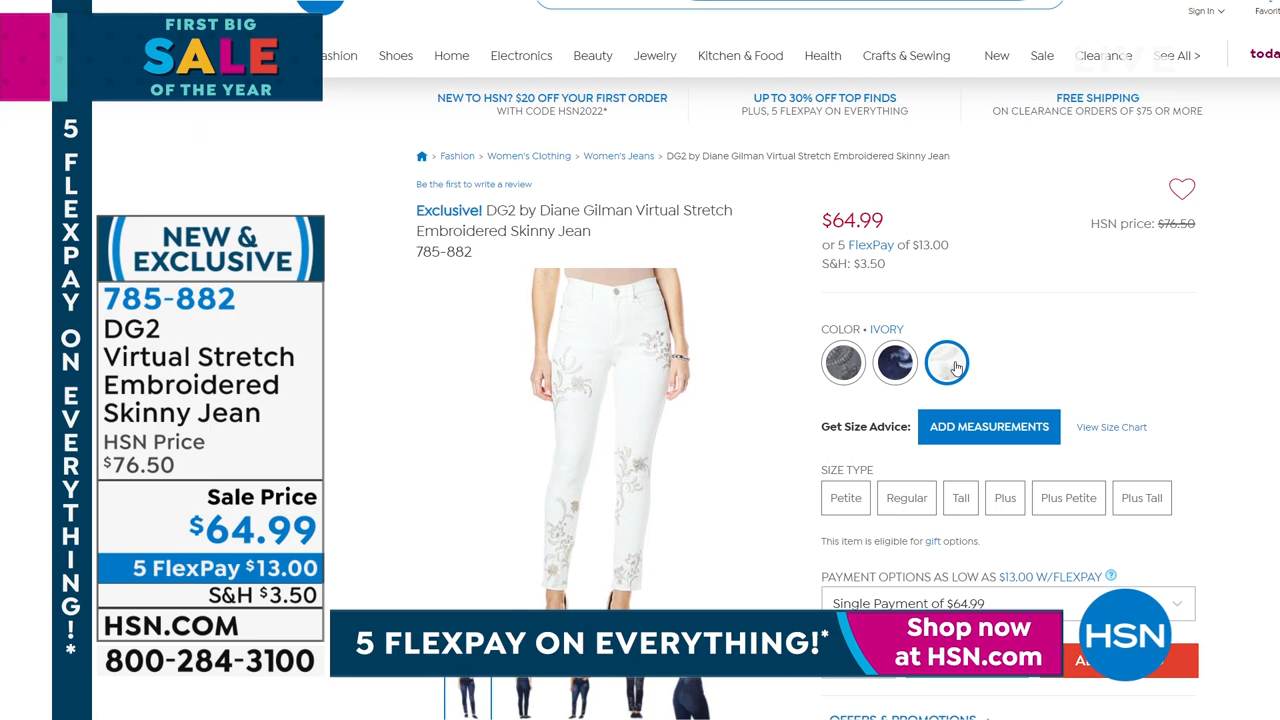 FIRST BIG
SALE
OF THE YEAR
5 FLEXPAY ON EVERYTHING!*
NEW &
EXCLUSIVE
785-882
DG2
Virtual Stretch
Embroidered
Skinny Jean
HSN Price
$76.50
Sale Price
$64.99
5 FlexPay $13.00
S&H $3.50
HSN.COM
800-284-3100
Sign In
Favorit
ashion Shoes Home Electronics Beauty Jewelry Kitchen & Food Health Crafts & Sewing New Sale Clearance See All > toda
LIVE
NEW TO HSN? $20 OFF YOUR FIRST ORDER
WITH CODE HSN2022*
UP TO 30% OFF TOP FINDS
PLUS, 5 FLEXPAY ON EVERYTHING
FREE SHIPPING
ON CLEARANCE ORDERS OF $75 OR MORE
> Fashion > Women's Clothing > Women's Jeans > DG2 by Diane Gilman Virtual Stretch Embroidered Skinny Jean
Be the first to write a review
Exclusive! DG2 by Diane Gilman Virtual Stretch
Embroidered Skinny Jean
785-882
$64.99
HSN price: $76.50
or 5 FlexPay of $13.00
S&H: $3.50
COLOR • IVORY
Get Size Advice: ADD MEASUREMENTS View Size Chart
SIZE TYPE
Petite Regular Tall Plus Plus Petite Plus Tall
This item is eligible for gift options.
PAYMENT OPTIONS AS LOW AS $13.00 W/FLEXPAY ?
Single Payment of $64.99
5 FLEXPAY ON EVERYTHING!*
Shop now
at HSN.com
HSN
OFFERS & PROMOTIONS